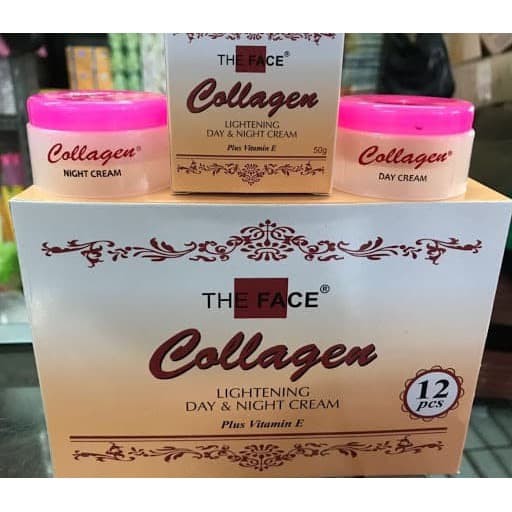 THE FACE®
Collagen
LIGHTENING
DAY & NIGHT CREAM
Plus Vitamin E
50g
Collagen®
NIGHT CREAM
Collagen®
DAY CREAM
THE FACE®
Collagen
LIGHTENING
DAY & NIGHT CREAM
Plus Vitamin E
12
pcs